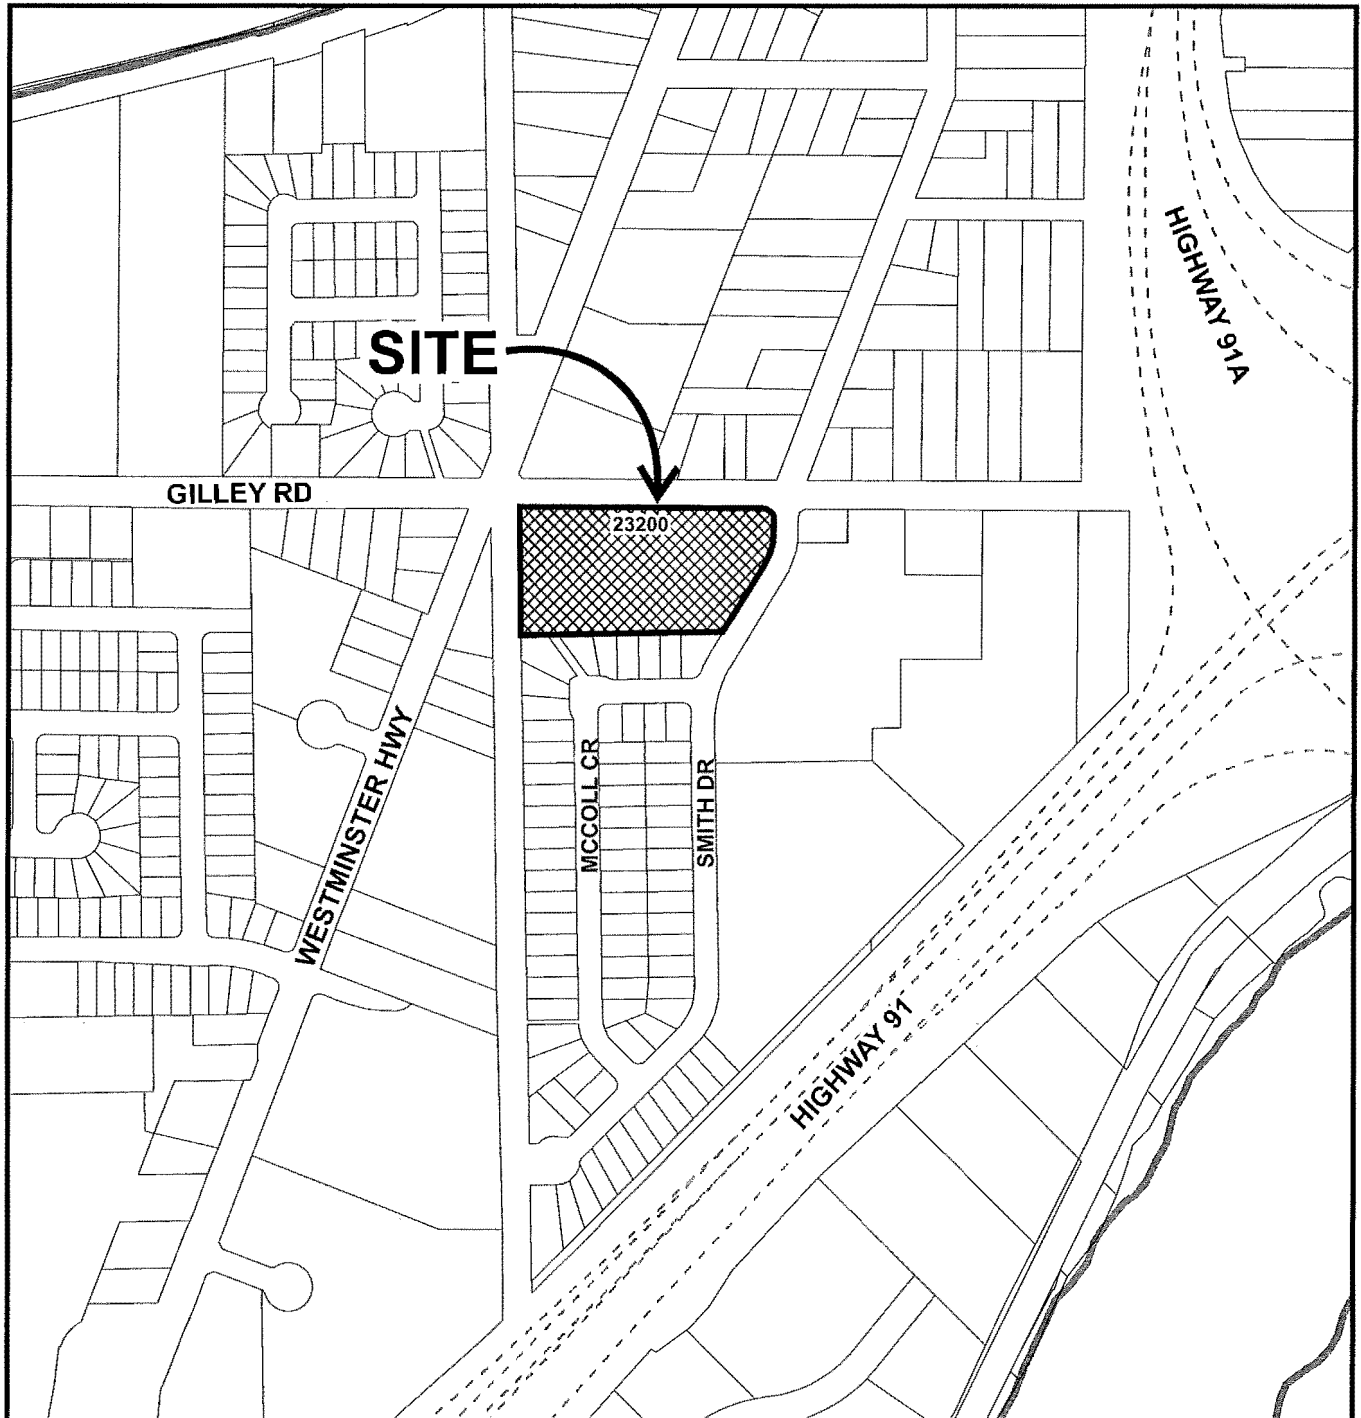 HIGHWAY 91A
SITE
GILLEY RD
23200
WESTMINSTER HWY
MCCOLL CR
SMITH DR
HIGHWAY 91